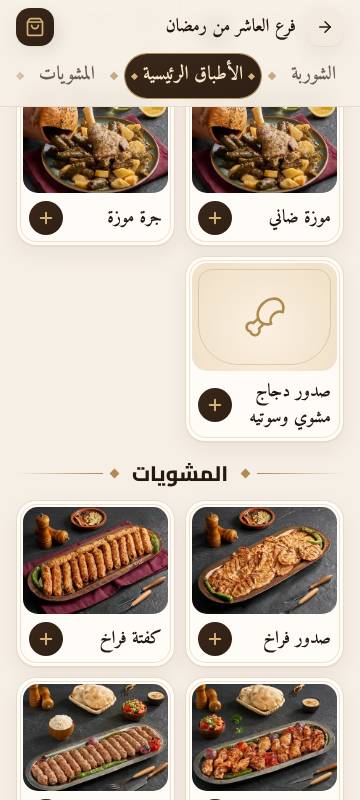 فرع العاشر من رمضان
الشوربة
الأطباق الرئيسية
المشويات
موزة ضاني
جرة موزة
صدور دجاج
مشوي وسوتيه
المشويات
صدور فراخ
كفتة فراخ